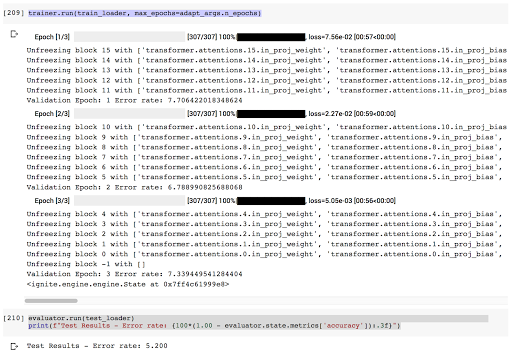 [209] trainer.run(train_loader, max_epochs=adapt_args.n_epochs)
Epoch [1/3] [307/307] 100% , loss=7.56e-02 [00:57<00:00]
Unfreezing block 15 with ['transformer.attentions.15.in_proj_weight', 'transformer.attentions.15.in_proj_bias
Unfreezing block 14 with ['transformer.attentions.14.in_proj_weight', 'transformer.attentions.14.in_proj_bias
Unfreezing block 13 with ['transformer.attentions.13.in_proj_weight', 'transformer.attentions.13.in_proj_bias
Unfreezing block 12 with ['transformer.attentions.12.in_proj_weight', 'transformer.attentions.12.in_proj_bias
Unfreezing block 11 with ['transformer.attentions.11.in_proj_weight', 'transformer.attentions.11.in_proj_bias
Validation Epoch: 1 Error rate: 7.706422018348624
Epoch [2/3] [307/307] 100% , loss=2.27e-02 [00:59<00:00]
Unfreezing block 10 with ['transformer.attentions.10.in_proj_weight', 'transformer.attentions.10.in_proj_bias
Unfreezing block 9 with ['transformer.attentions.9.in_proj_weight', 'transformer.attentions.9.in_proj_bias',
Unfreezing block 8 with ['transformer.attentions.8.in_proj_weight', 'transformer.attentions.8.in_proj_bias',
Unfreezing block 7 with ['transformer.attentions.7.in_proj_weight', 'transformer.attentions.7.in_proj_bias',
Unfreezing block 6 with ['transformer.attentions.6.in_proj_weight', 'transformer.attentions.6.in_proj_bias',
Unfreezing block 5 with ['transformer.attentions.5.in_proj_weight', 'transformer.attentions.5.in_proj_bias',
Validation Epoch: 2 Error rate: 6.788990825688068
Epoch [3/3] [307/307] 100% , loss=5.05e-03 [00:56<00:00]
Unfreezing block 4 with ['transformer.attentions.4.in_proj_weight', 'transformer.attentions.4.in_proj_bias',
Unfreezing block 3 with ['transformer.attentions.3.in_proj_weight', 'transformer.attentions.3.in_proj_bias',
Unfreezing block 2 with ['transformer.attentions.2.in_proj_weight', 'transformer.attentions.2.in_proj_bias',
Unfreezing block 1 with ['transformer.attentions.1.in_proj_weight', 'transformer.attentions.1.in_proj_bias',
Unfreezing block 0 with ['transformer.attentions.0.in_proj_weight', 'transformer.attentions.0.in_proj_bias',
Unfreezing block -1 with []
Validation Epoch: 3 Error rate: 7.339449541284404
<ignite.engine.engine.State at 0x7ff4c61999e8>
[210] evaluator.run(test_loader)
print(f"Test Results - Error rate: {100*(1.00 - evaluator.state.metrics['accuracy']):.3f}")
Test Results - Error rate: 5.200